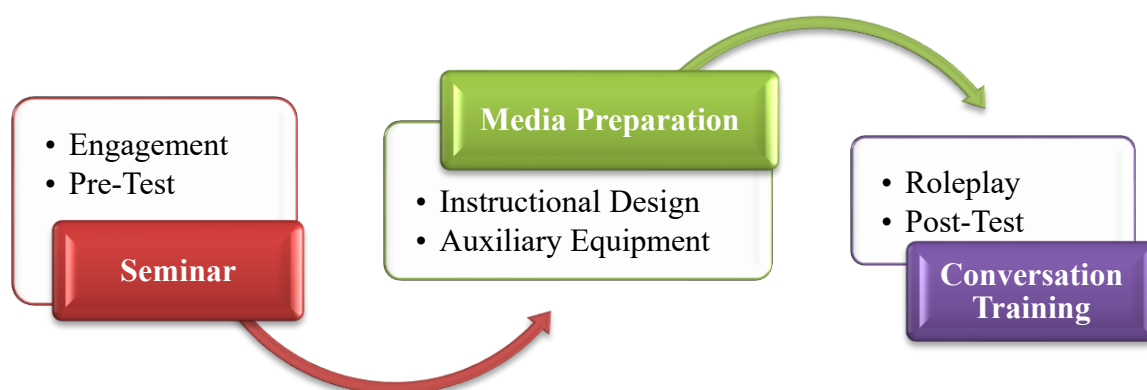 • Engagement
• Pre-Test
Seminar
Media Preparation
• Instructional Design
• Auxiliary Equipment
• Roleplay
• Post-Test
Conversation
Training